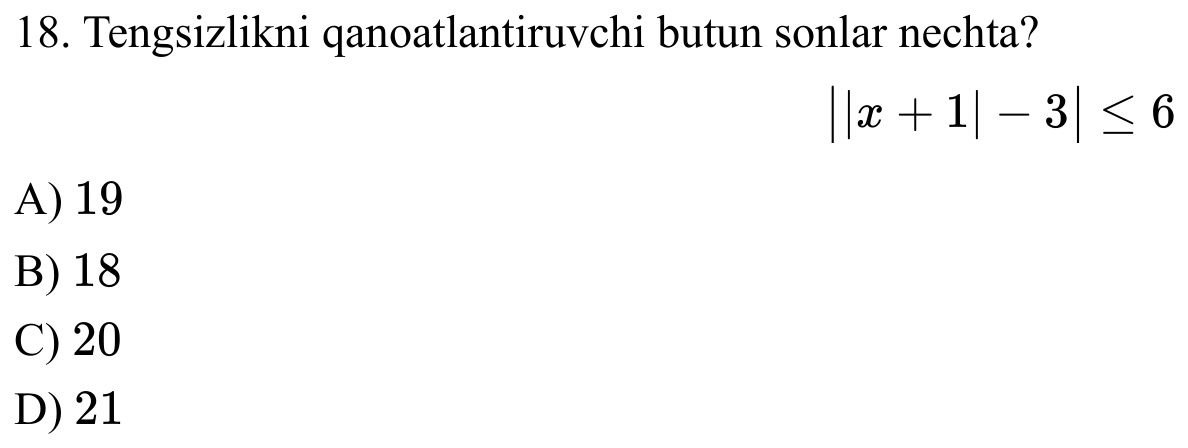 18. Tengsizlikni qanoatlantiruvchi butun sonlar nechta?
||x + 1| − 3| ≤ 6
A) 19
B) 18
C) 20
D) 21